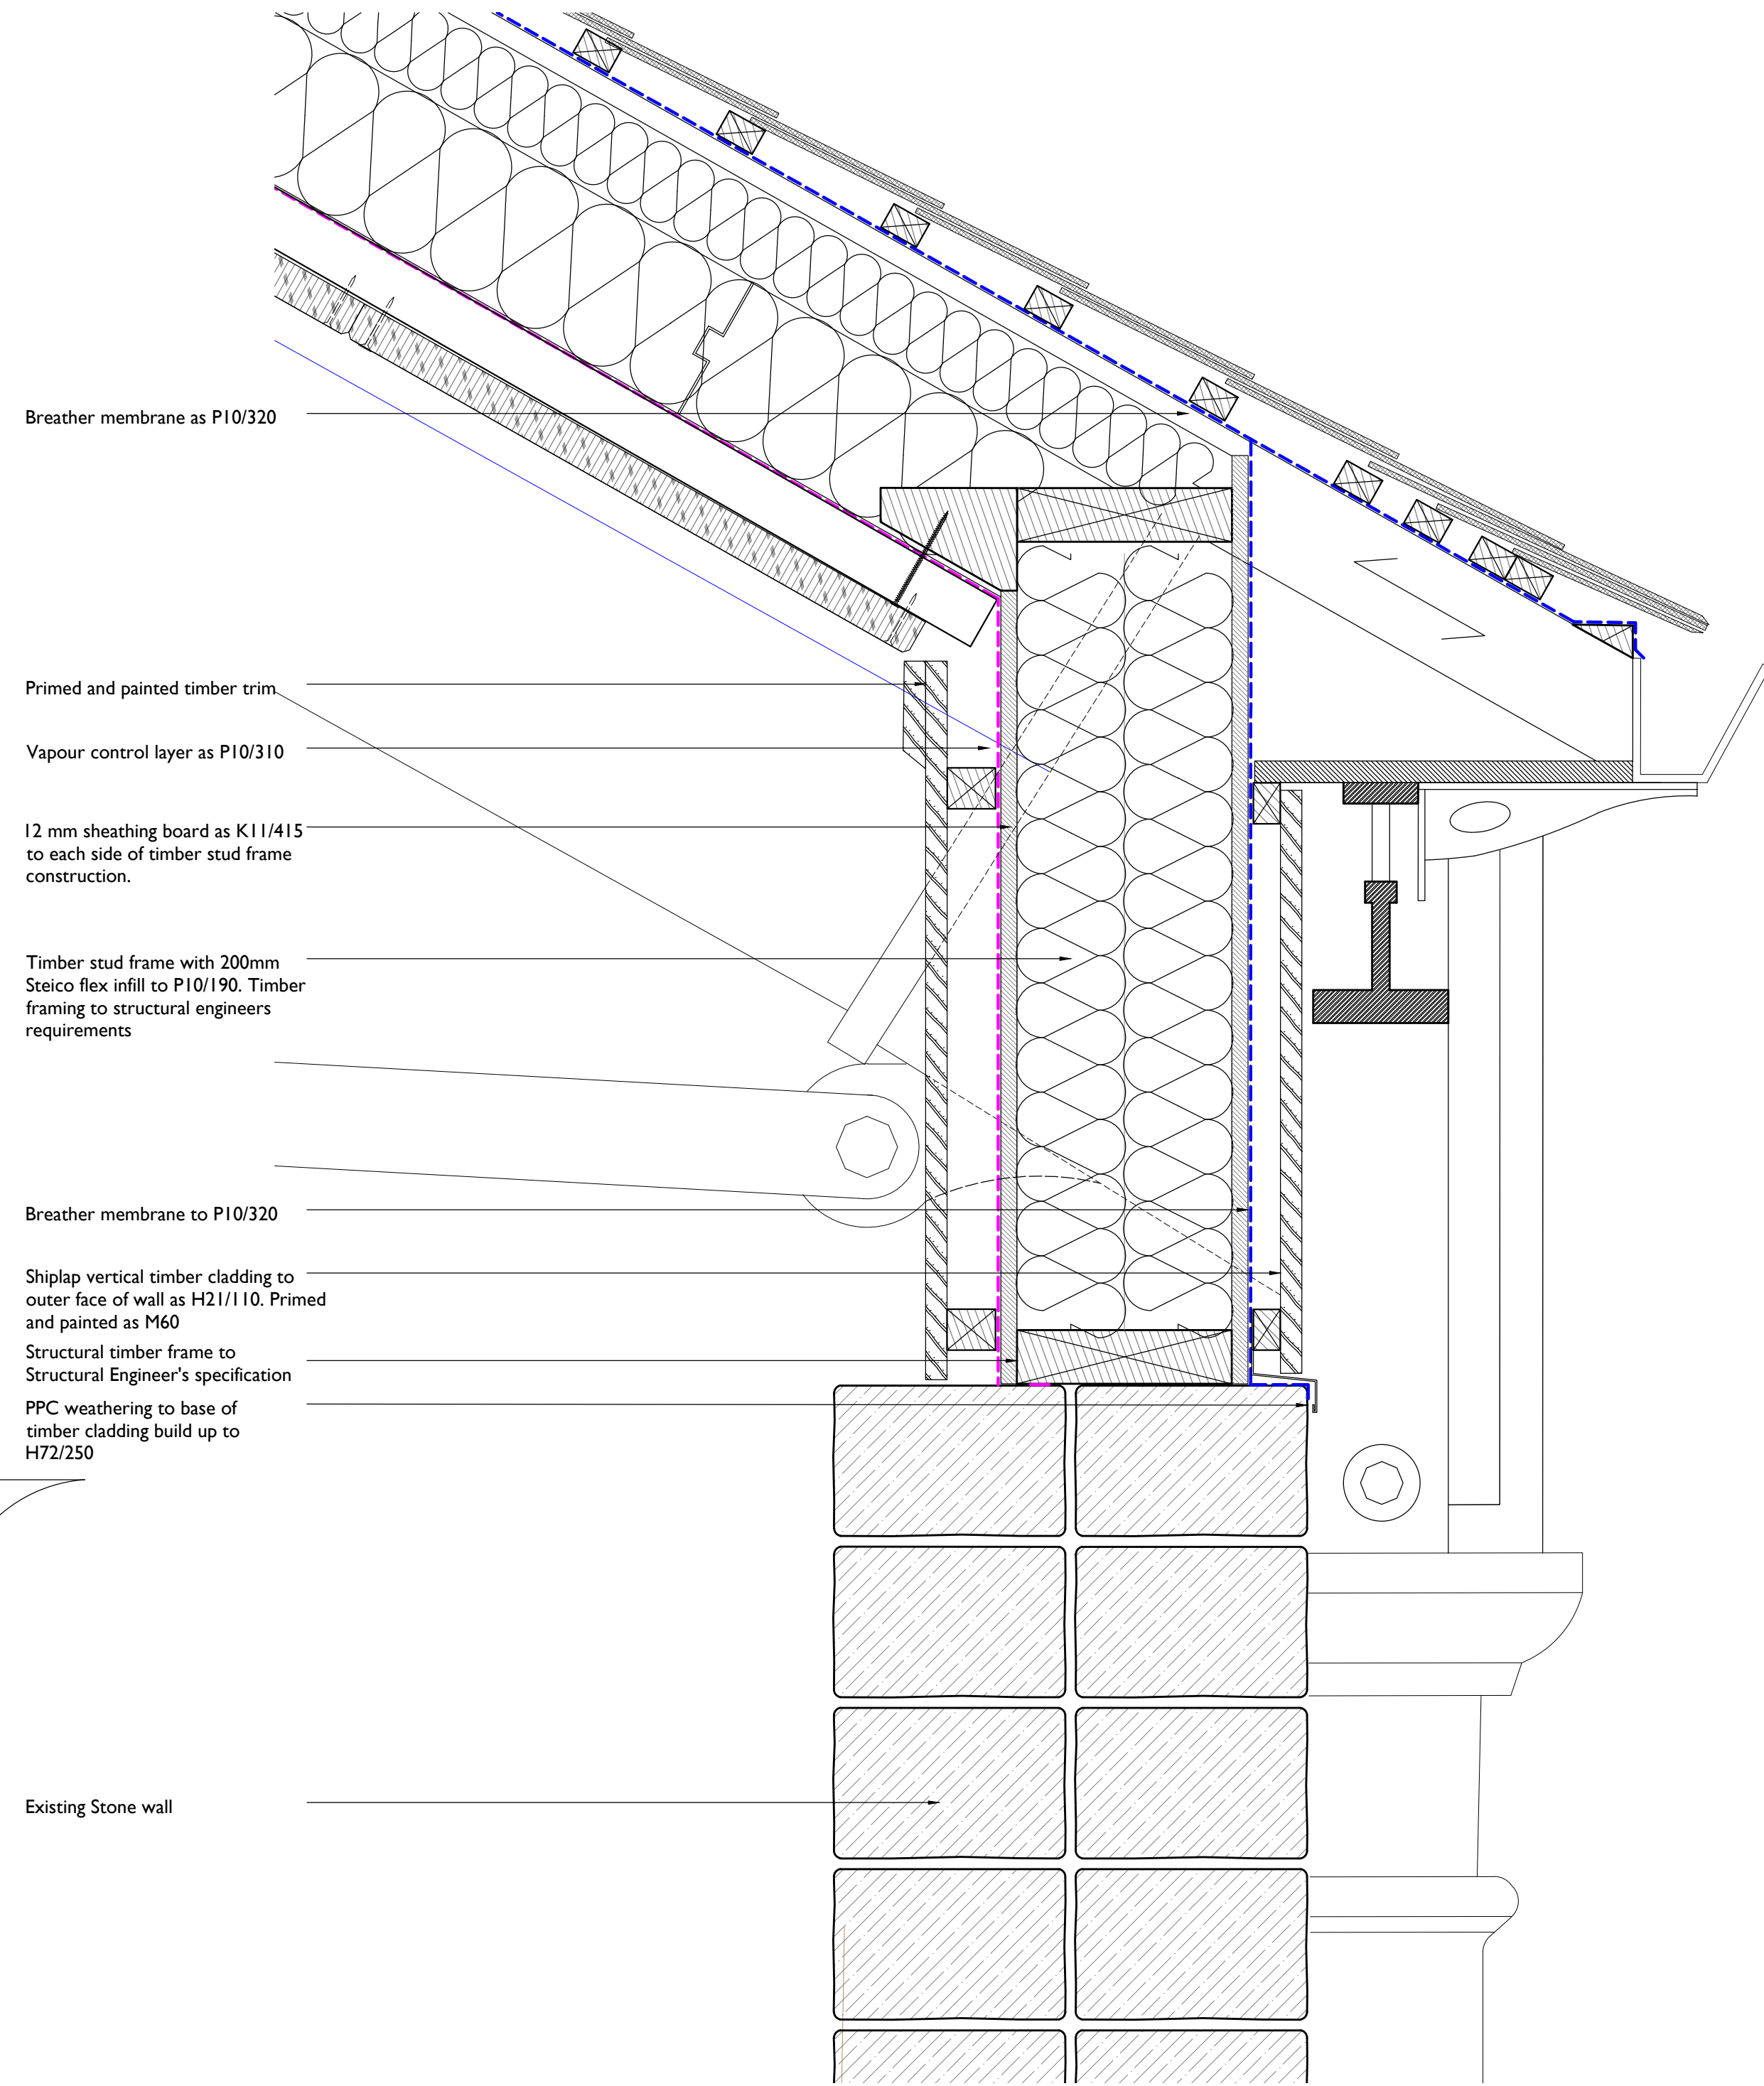 Breather membrane as P10/320
Primed and painted timber trim
Vapour control layer as P10/310
12 mm sheathing board as K11/415
to each side of timber stud frame
construction.
Timber stud frame with 200mm
Steico flex infill to P10/190. Timber
framing to structural engineers
requirements
Breather membrane to P10/320
Shiplap vertical timber cladding to
outer face of wall as H21/110. Primed
and painted as M60
Structural timber frame to
Structural Engineer's specification
PPC weathering to base of
timber cladding build up to
H72/250
Existing Stone wall